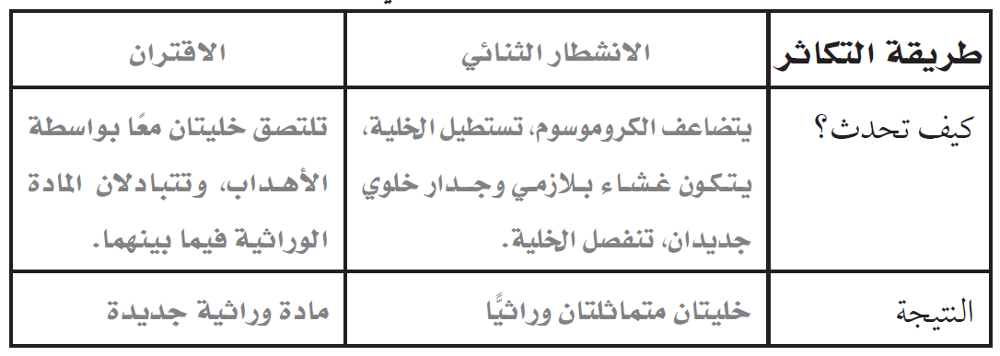 طريقة التكاثر
الانشطار الثنائي
الاقتران
كيف تحدث؟
يتضاعف الكروموسوم، تستطيل الخلية،
يتكون غشاء بلازمي وجدار خلوي
جديدان، تنفصل الخلية.
تلتصق خليتان معًا بواسطة
الأهداب، وتتبادلان المادة
الوراثية فيما بينهما.
النتيجة
خليتان متماثلتان وراثيًّا
مادة وراثية جديدة